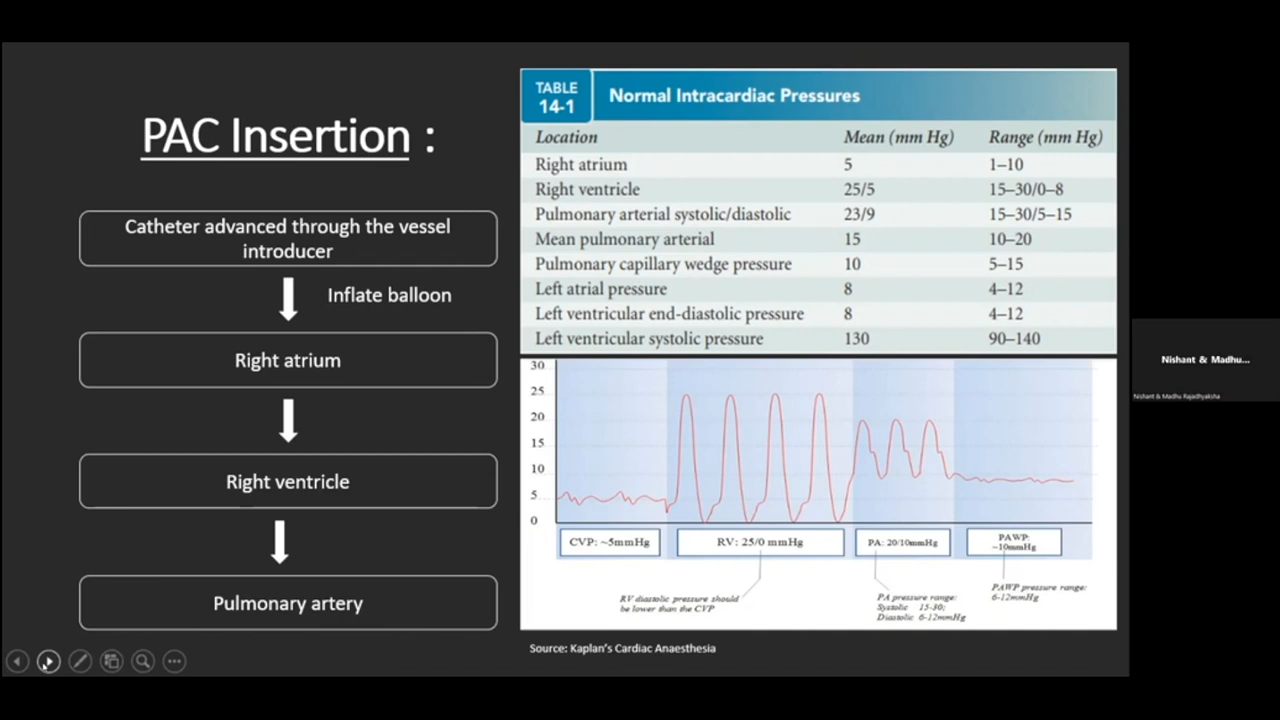 PAC Insertion :
Catheter advanced through the vessel
introducer
Inflate balloon
Right atrium
Right ventricle
Pulmonary artery
TABLE
14-1
Normal Intracardiac Pressures
Location Mean (mm Hg) Range (mm Hg)
Right atrium 5 1–10
Right ventricle 25/5 15–30/0–8
Pulmonary arterial systolic/diastolic 23/9 15–30/5–15
Mean pulmonary arterial 15 10–20
Pulmonary capillary wedge pressure 10 5–15
Left atrial pressure 8 4–12
Left ventricular end-diastolic pressure 8 4–12
Left ventricular systolic pressure 130 90–140
30
25
20
15
10
5
0
CVP: ~5mmHg
RV: 25/0 mmHg
PA: 20/10mmHg
PAWP:
~10mmHg
RV diastolic pressure should
be lower than the CVP
PA pressure range:
Systolic 15-30;
Diastolic 6-12mmHg
PAWP pressure range:
6-12mmHg
Source: Kaplan's Cardiac Anaesthesia
Nishant & Madhu...
Nishant & Madhu Rajadhyaksha